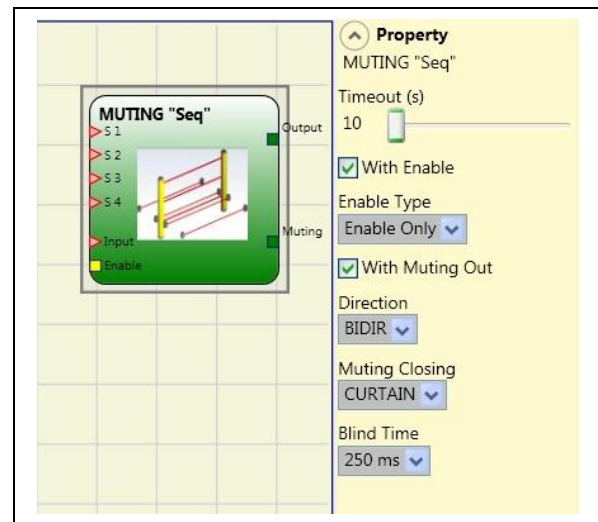 MUTING "Seq"
S 1
S 2
S 3
S 4
Input
Enable
Output
Muting
Property
MUTING "Seq"
Timeout (s)
10
With Enable
Enable Type
Enable Only
With Muting Out
Direction
BIDIR
Muting Closing
CURTAIN
Blind Time
250 ms